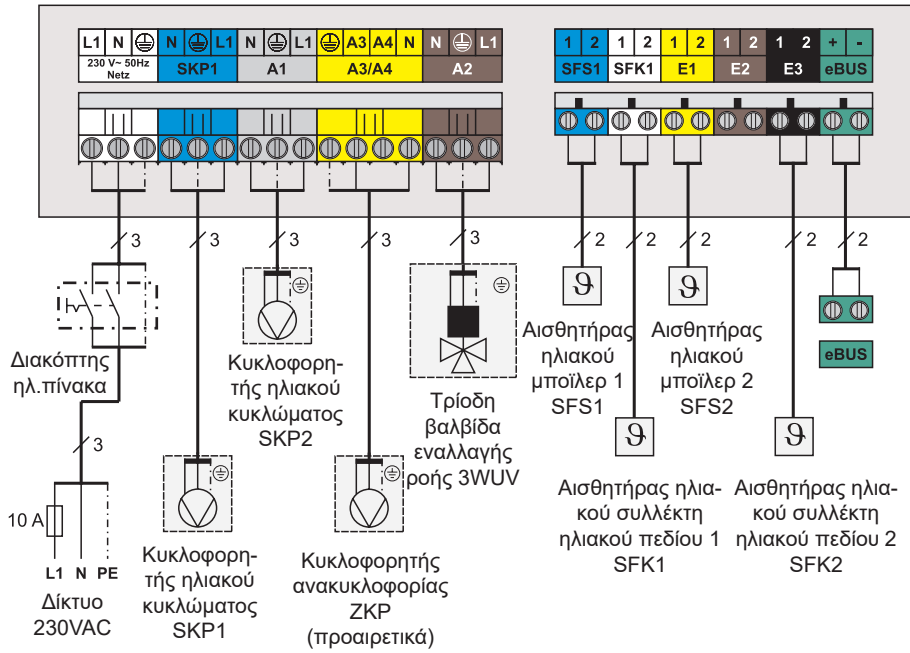 L1 N N L1 N L1 A3 A4 N N L1
230 V~ 50Hz
Netz
SKP1 A1 A3/A4 A2
1 2 1 2 1 2 1 2 1 2 + -
SFS1 SFK1 E1 E2 E3 eBUS
3 3 3 3 3
2 2 2 2 2
Διακόπτης
ηλ.πίνακα
3
10 A
L1 N PE
Δίκτυο
230VAC
Κυκλοφορη-
τής ηλιακού
κυκλώματος
SKP1
Κυκλοφορη-
τής ηλιακού
κυκλώματος
SKP2
Κυκλοφορητής
ανακυκλοφορίας
ZKP
(προαιρετικά)
Τρίοδη
βαλβίδα
εναλλαγής
ροής 3WUV
ϑ
Αισθητήρας
ηλιακού
μποϊλερ 1
SFS1
ϑ
Αισθητήρας
ηλιακού
μποϊλερ 2
SFS2
eBUS
ϑ
Αισθητήρας ηλια-
κού συλλέκτη
ηλιακού πεδίου 1
SFK1
ϑ
Αισθητήρας ηλια-
κού συλλέκτη
ηλιακού πεδίου 2
SFK2